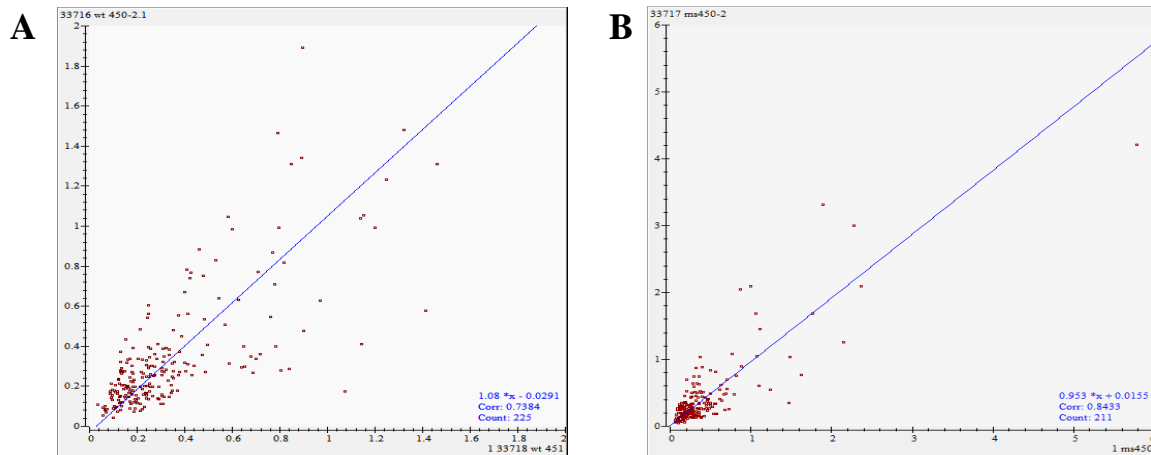 A
33716 wt 450-2.1
2
1.8
1.6
1.4
1.2
1
0.8
0.6
0.4
0.2
0
0 0.2 0.4 0.6 0.8 1 1.2 1.4 1.6 1.8 2
1.08 *x - 0.0291
Corr: 0.7384
Count: 225
1 33718 wt 451
B
33717 ms450-2
6
5
4
3
2
1
0
0 1 2 3 4 5 6
0.953 *x + 0.0155
Corr: 0.8433
Count: 211
1 ms450